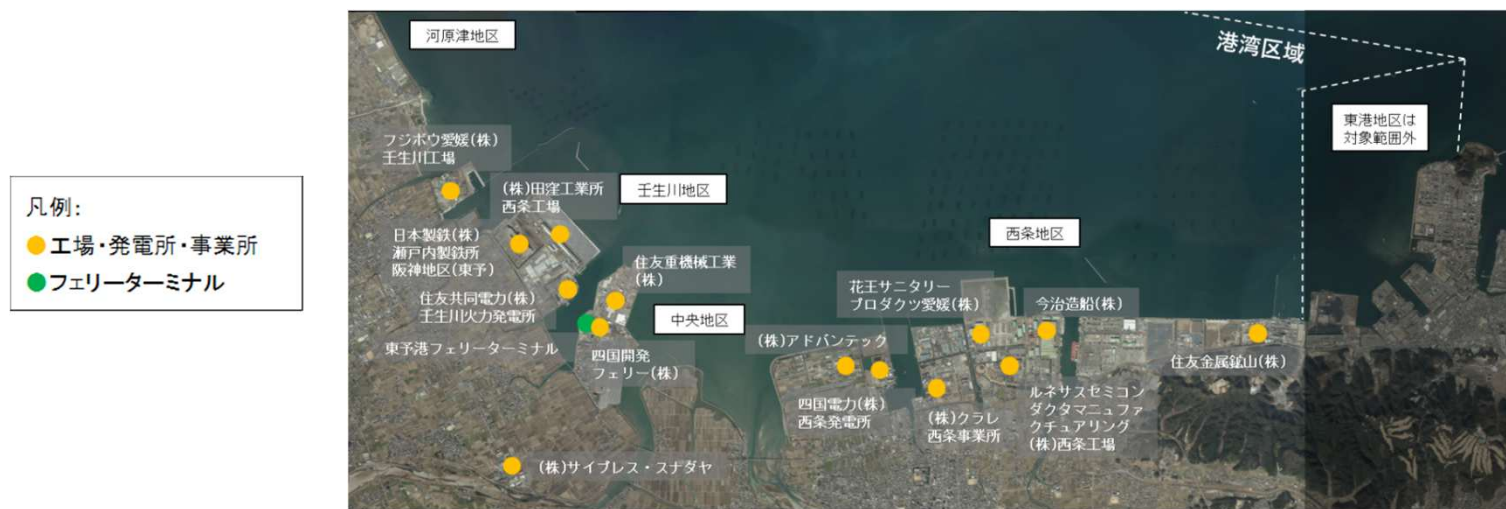 凡例:
工場・発電所・事業所
フェリーターミナル
河原津地区
港湾区域
東港地区は
対象範囲外
フジボウ愛媛(株)
壬生川工場
(株)田窪工業所
西条工場
壬生川地区
日本製鉄(株)
瀬戸内製鉄所
阪神地区(東予)
住友重機械工業
(株)
西条地区
住友共同電力(株)
壬生川火力発電所
中央地区
花王サニタリー
プロダクツ愛媛(株)
今治造船(株)
東予港フェリーターミナル
四国開発
フェリー(株)
(株)アドバンテック
住友金属鉱山(株)
四国電力(株)
西条発電所
(株)クラレ
西条事業所
ルネサスセミコン
ダクタマニュファ
クチュアリング
(株)西条工場
(株)サイプレス・スナダヤ